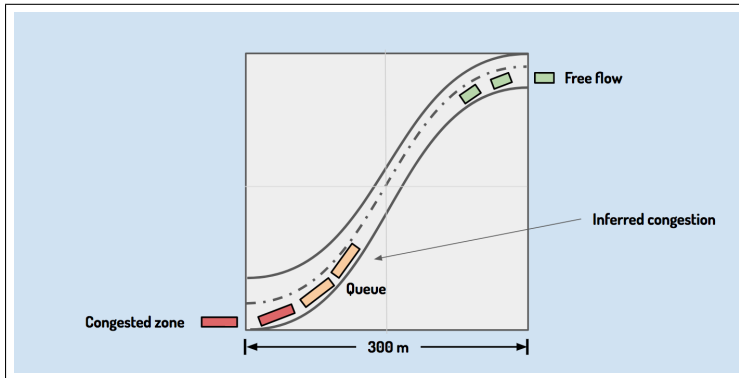 Free flow
Inferred congestion
Queue
Congested zone
300 m